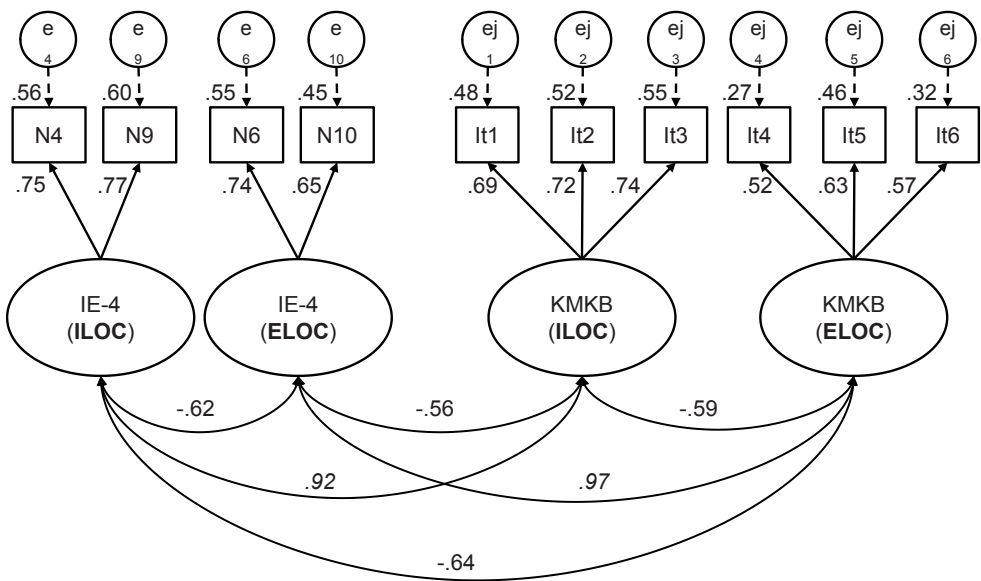 e e e e ej ej ej ej ej ej
4 9 6 10 1 2 3 4 5 6
.56 .60 .55 .45 .48 .52 .55 .27 .46 .32
N4 N9 N6 N10 It1 It2 It3 It4 It5 It6
.75 .77 .74 .65 .69 .72 .74 .52 .63 .57
IE-4 IE-4 KMKB KMKB
(ILOC) (ELOC) (ILOC) (ELOC)
-.62 -.56 -.59
.92 .97
-.64